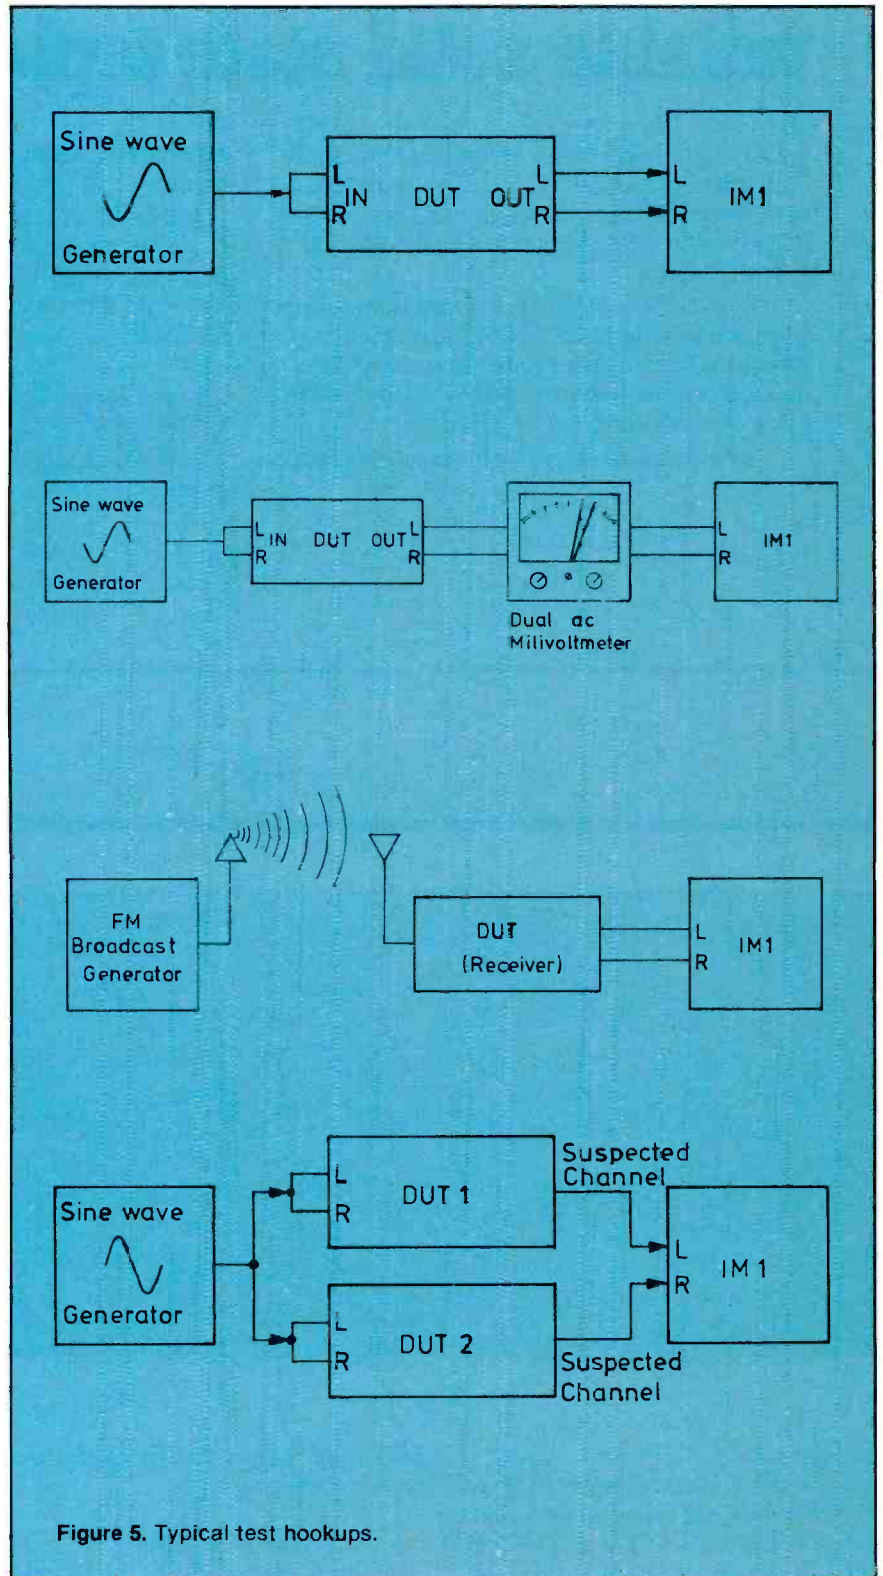 Sine wave
Generator
L
R
IN DUT OUT
L
R
L
R
IM1
Sine wave
Generator
L
R
IN DUT OUT
L
R
Dual ac
Milivoltmeter
L
R
IM1
FM
Broadcast
Generator
DUT
(Receiver)
L
R
IM1
Sine wave
Generator
L
R
DUT 1
Suspected
Channel
L
R
DUT 2
Suspected
Channel
L
R
IM1
Figure 5. Typical test hookups.